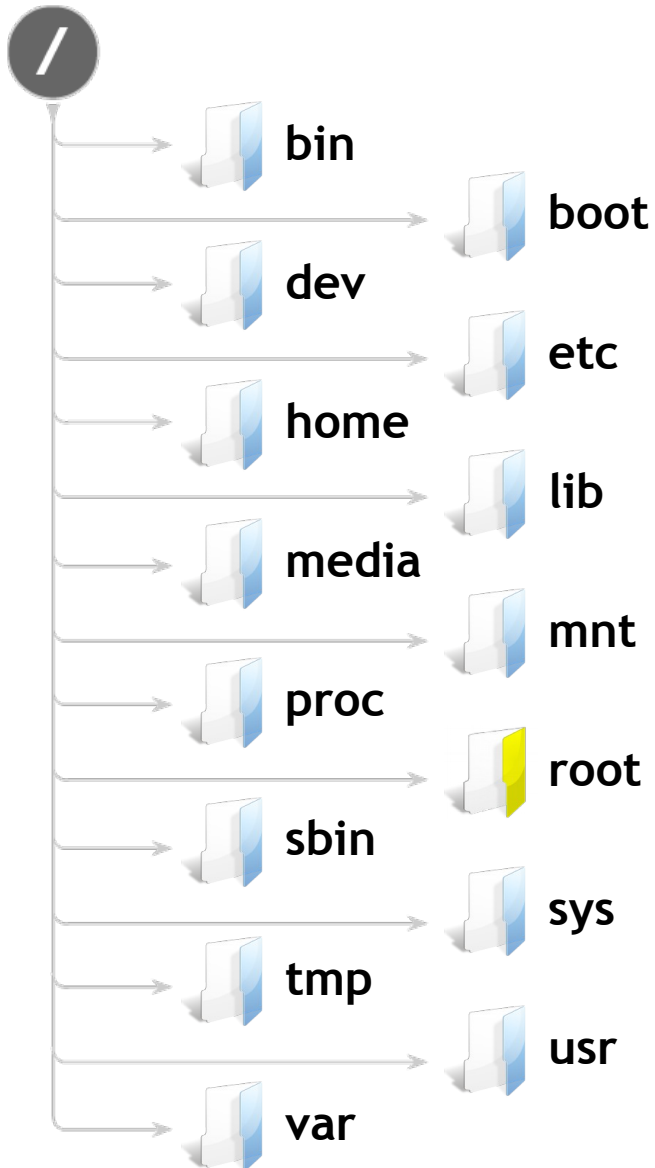 /
bin
boot
dev
etc
home
lib
media
mnt
proc
root
sbin
sys
tmp
usr
var